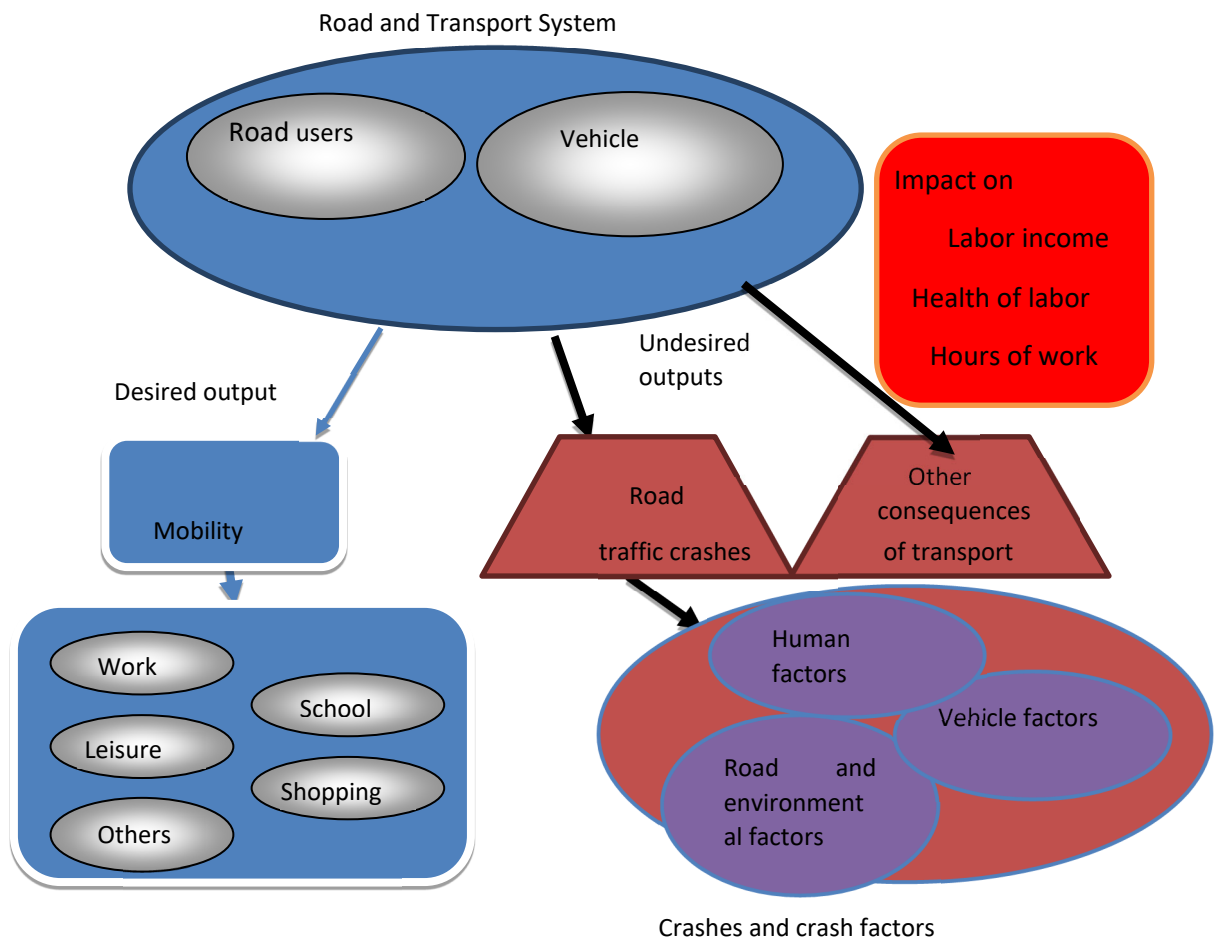 Road and Transport System
Road users
Vehicle
Impact on
Labor income
Health of labor
Hours of work
Undesired
outputs
Desired output
Mobility
Road
traffic crashes
Other
consequences
of transport
Work
School
Leisure
Shopping
Others
Human
factors
Vehicle factors
Road and
environment
al factors
Crashes and crash factors